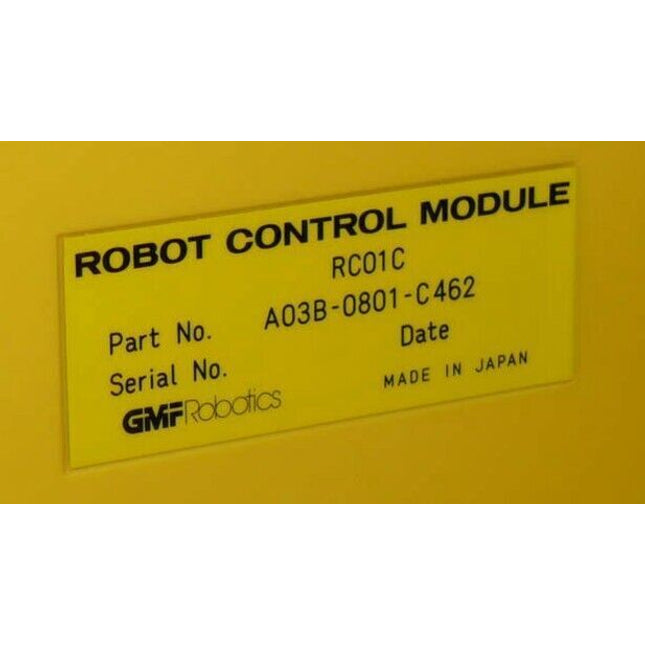 ROBOT CONTROL MODULE
RC01C
Part No. A03B-0801-C462
Serial No. Date
GMFRobotics MADE IN JAPAN